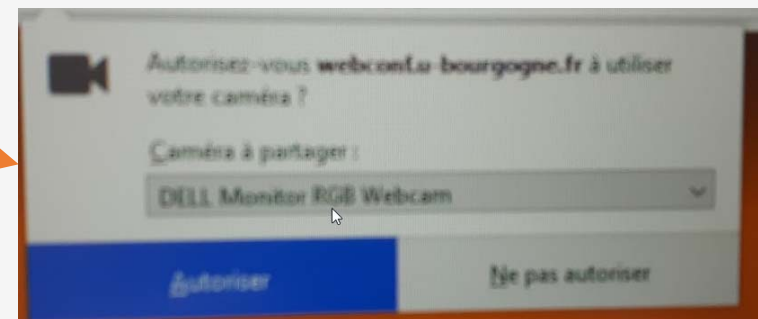 Autorisez-vous webconf.u-bourgogne.fr à utiliser
votre caméra ?
Caméra à partager :
DELL Monitor RGB Webcam
Autoriser
Ne pas autoriser